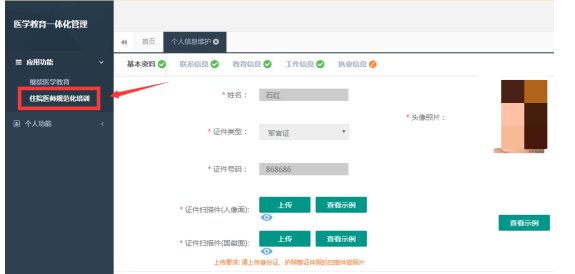 医学教育一体化管理
首页 个人信息维护
应用功能
基本资料 联系信息 教育信息 工作信息 执业信息
继续医学教育
住院医师规范化培训
个人功能
* 姓名： 石红
* 头像照片：
* 证件类型： 军官证
* 证件号码： 868686
* 证件扫描件(人像面): 上传 查看示例
查看示例
* 证件扫描件(国徽面): 上传 查看示例
上传要求: 请上传身份证、护照等证件照的扫描件或照片